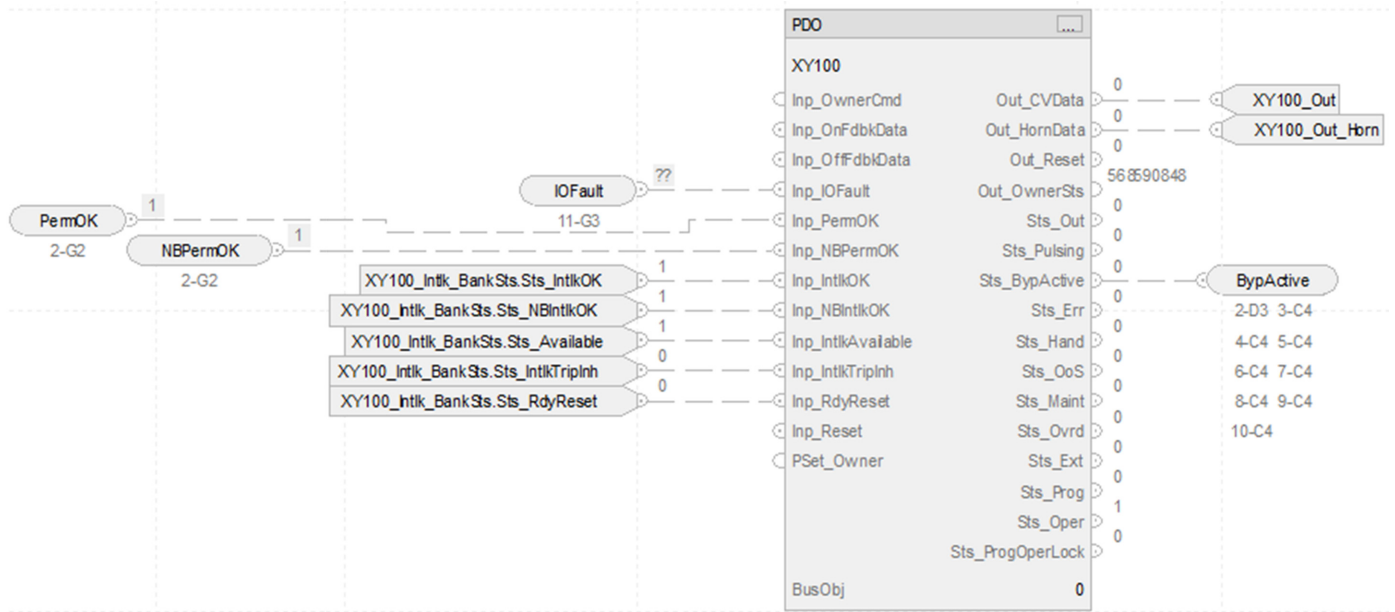 PDO ...
XY100
0
Inp_OwnerCmd Out_CVData XY100_Out
0
Inp_OnFdbkData Out_HornData XY100_Out_Horn
0
Inp_OffFdbkData Out_Reset
568590848
IOFault ?? Inp_IOFault Out_OwnerSts
11-G3
0
PermOK 1 Inp_PermOK Sts_Out
2-G2
0
NBPermOK 1 Inp_NBPermOK Sts_Pulsing
2-G2
0
XY100_Intlk_BankSts.Sts_IntlkOK 1 Inp_IntlkOK Sts_BypActive BypActive
0
XY100_Intlk_BankSts.Sts_NBIntlkOK 1 Inp_NBIntlkOK Sts_Err 2-D3 3-C4
0
XY100_Intlk_BankSts.Sts_Available 1 Inp_IntlkAvailable Sts_Hand 4-C4 5-C4
0
XY100_Intlk_BankSts.Sts_IntlkTripInh 0 Inp_IntlkTripInh Sts_OoS 6-C4 7-C4
0
XY100_Intlk_BankSts.Sts_RdyReset 0 Inp_RdyReset Sts_Maint 8-C4 9-C4
0
Inp_Reset Sts_Ovrd 10-C4
0
PSet_Owner Sts_Ext
0
Sts_Prog
1
Sts_Oper
0
Sts_ProgOperLock
BusObj 0